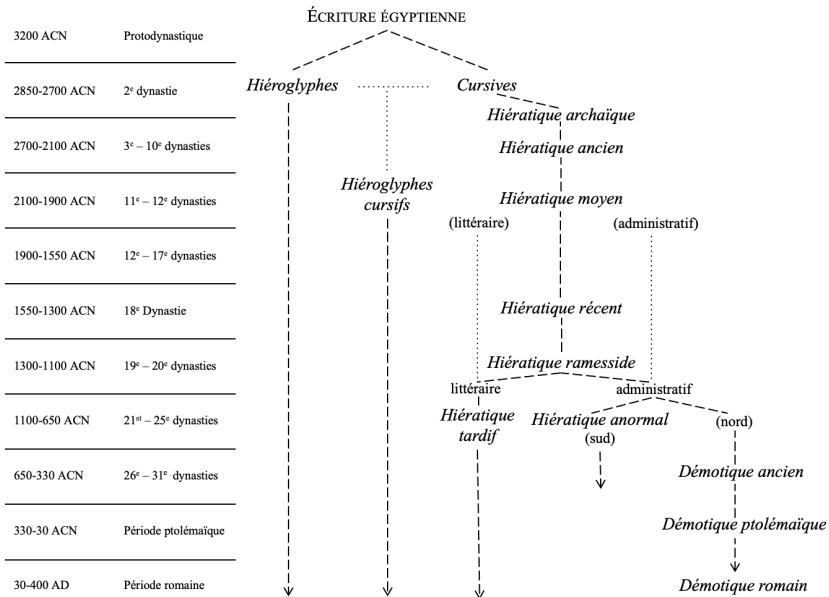 ÉCRITURE ÉGYPTIENNE
3200 ACN Protodynastique
2850-2700 ACN 2e dynastie Hiéroglyphes Cursives
Hiératique archaïque
2700-2100 ACN 3e – 10e dynasties Hiératique ancien
Hiéroglyphes
cursifs
2100-1900 ACN 11e – 12e dynasties Hiératique moyen
(littéraire) (administratif)
1900-1550 ACN 12e – 17e dynasties
1550-1300 ACN 18e Dynastie Hiératique récent
1300-1100 ACN 19e – 20e dynasties Hiératique ramesside
littéraire administratif
1100-650 ACN 21st – 25e dynasties Hiératique
tardif
Hiératique anormal
(sud)
(nord)
650-330 ACN 26e – 31e dynasties Démotique ancien
330-30 ACN Période ptolémaïque Démotique ptolémaïque
30-400 AD Période romaine Démotique romain